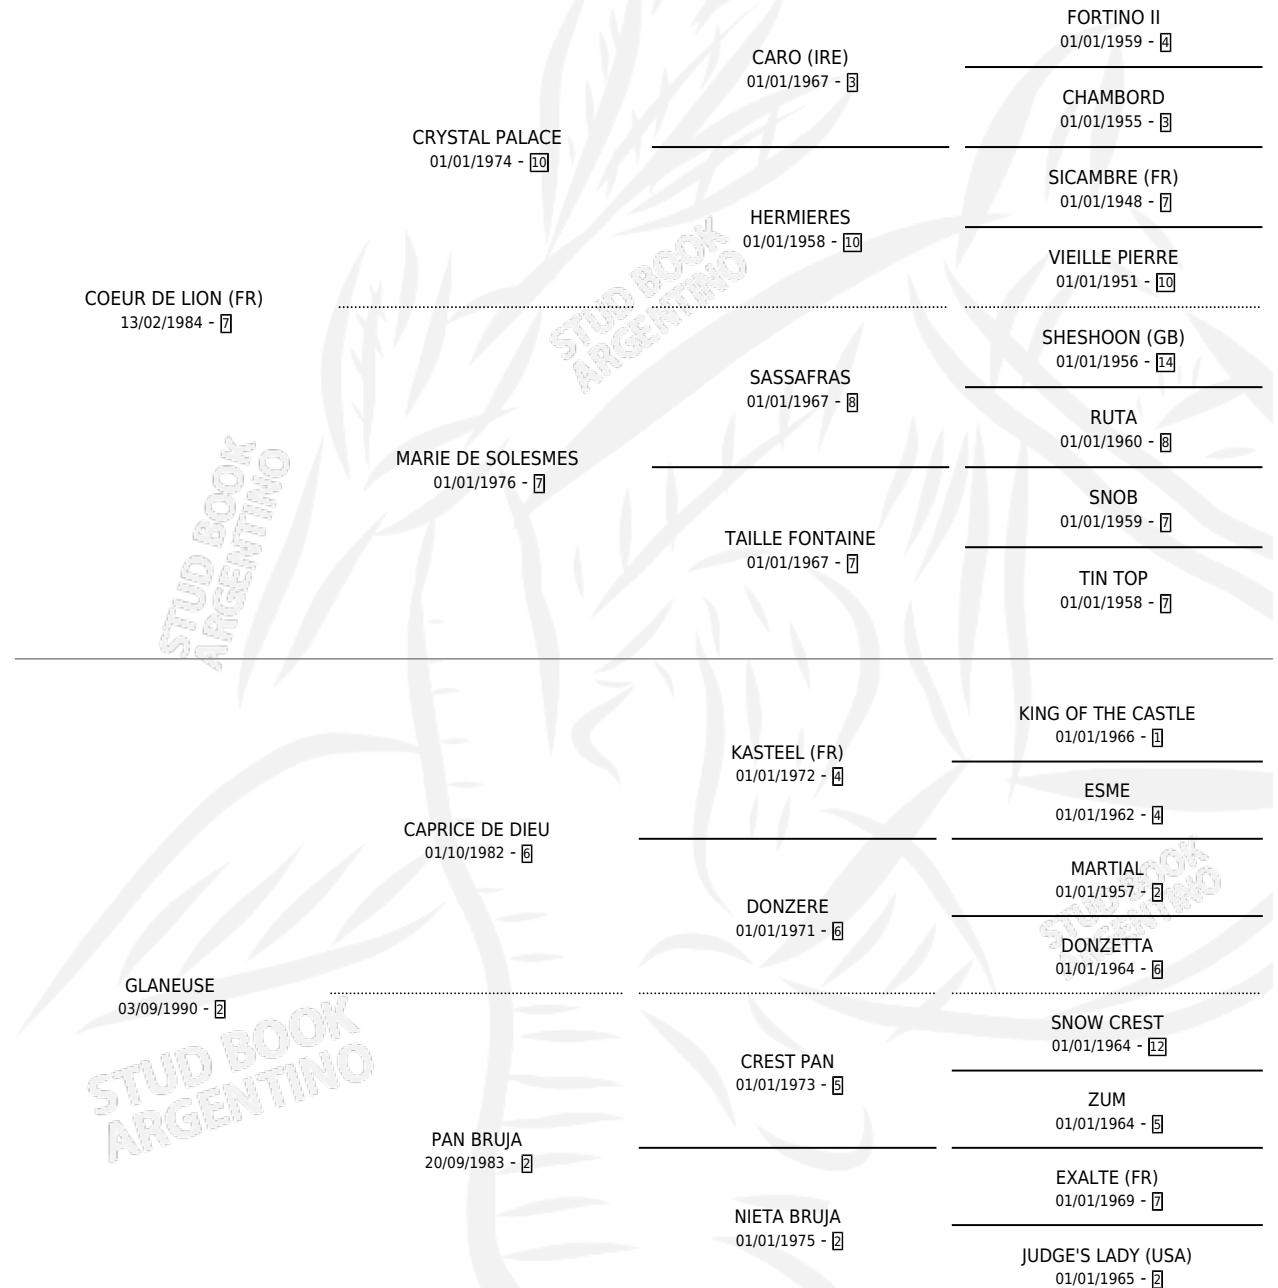 FORTINO II
01/01/1959 - 4
CARO (IRE)
01/01/1967 - 3
CHAMBORD
01/01/1955 - 3
CRYSTAL PALACE
01/01/1974 - 10
SICAMBRE (FR)
01/01/1948 - 7
HERMIERES
01/01/1958 - 10
VIEILLE PIERRE
01/01/1951 - 10
COEUR DE LION (FR)
13/02/1984 - 7
SHESHOON (GB)
01/01/1956 - 14
SASSAFRAS
01/01/1967 - 8
RUTA
01/01/1960 - 8
MARIE DE SOLESMES
01/01/1976 - 7
SNOB
01/01/1959 - 7
TAILLE FONTAINE
01/01/1967 - 7
TIN TOP
01/01/1958 - 7
STUD BOOK
ARGENTINO
STUD BOOK
ARGENTINO
KING OF THE CASTLE
01/01/1966 - 1
KASTEEL (FR)
01/01/1972 - 4
ESME
01/01/1962 - 4
CAPRICE DE DIEU
01/10/1982 - 6
MARTIAL
01/01/1957 - 2
DONZERE
01/01/1971 - 6
DONZETTA
01/01/1964 - 6
GLANEUSE
03/09/1990 - 2
SNOW CREST
01/01/1964 - 12
CREST PAN
01/01/1973 - 5
ZUM
01/01/1964 - 5
PAN BRUJA
20/09/1983 - 2
EXALTE (FR)
01/01/1969 - 7
NIETA BRUJA
01/01/1975 - 2
JUDGE'S LADY (USA)
01/01/1965 - 2
STUD BOOK
ARGENTINO
STUD BOOK
ARGENTINO